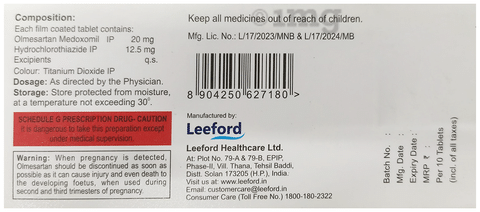 Composition:
Each film coated tablet contains:
Olmesartan Medoxomil IP 20 mg
Hydrochlorothiazide IP 12.5 mg
Excipients q.s.
Colour: Titanium Dioxide IP
Dosage: As directed by the Physician.
Storage: Store protected from moisture,
at a temperature not exceeding 30°.
SCHEDULE G PRESCRIPTION DRUG- CAUTION
It is dangerous to take this preparation except
under medical supervision.
Warning: When pregnancy is detected,
Olmesartan should be discontinued as soon as
possible as it can cause injury and even death to
the developing foetus, when used during
second and third trimesters of pregnancy.
Keep all medicines out of reach of children.
1mg
Mfg. Lic. No.: L/17/2023/MNB & L/17/2024/MB
8 904250 627180 >
Manufactured by:
Leeford
Leeford Healthcare Ltd.
At: Plot No. 79-A & 79-B, EPIP,
Phase-II, Vill. Thana, Tehsil Baddi,
Distt. Solan 173205 (H.P.), India.
Visit us at: www.leeford.in
Email: customercare@leeford.in
Consumer Care (Toll Free No.) 1800-180-2322
Batch No. :
Mfg. Date :
Expiry Date :
MRP ₹ :
Per 10 Tablets
(incl. of all taxes)